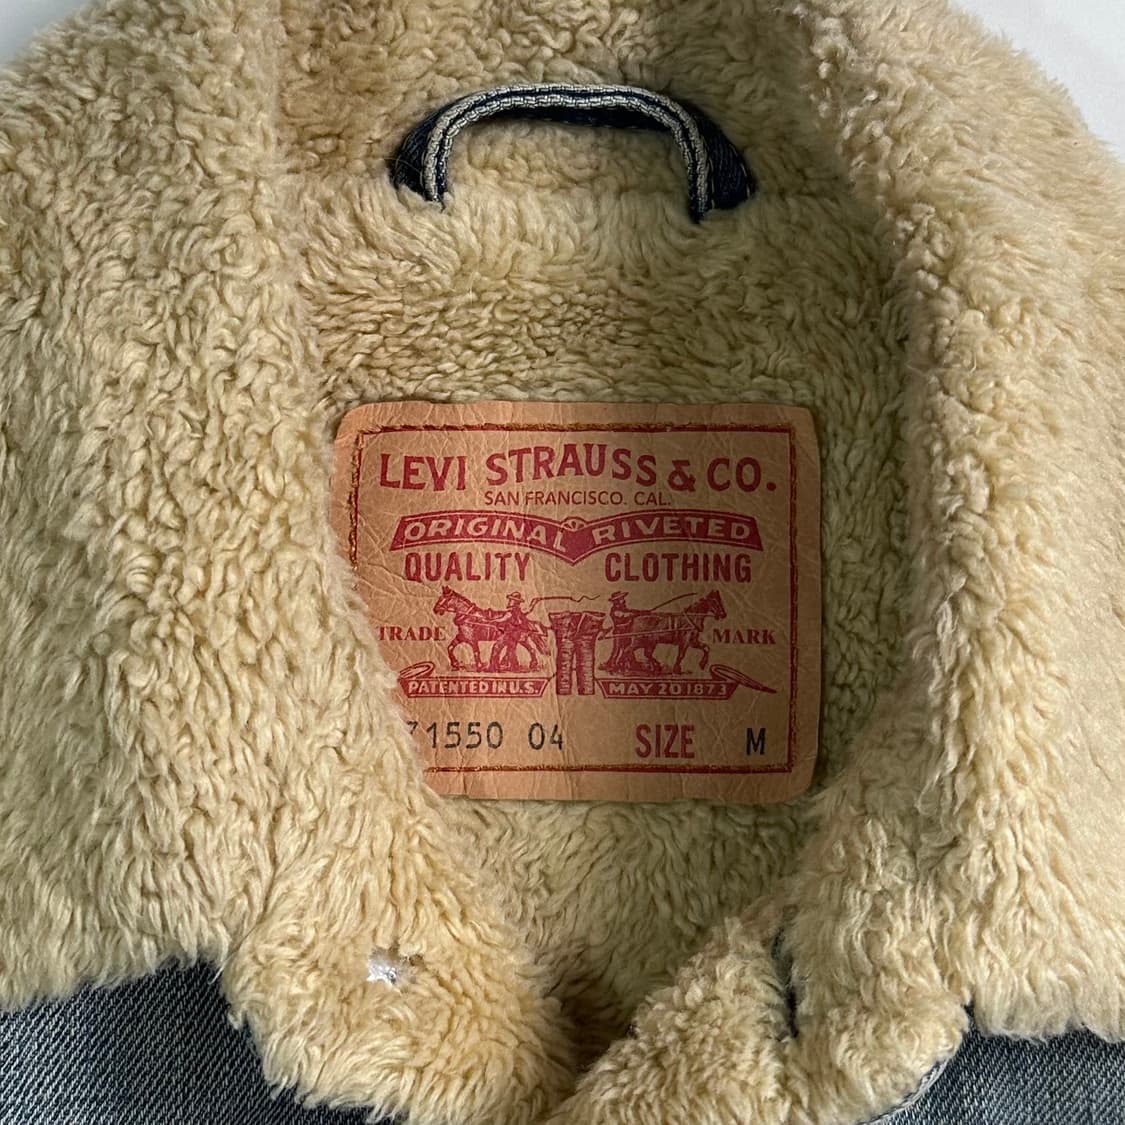 LEVI STRAUSS & CO.
SAN FRANCISCO. CAL.
ORIGINAL RIVETED
QUALITY CLOTHING
TRADE MARK
PATENTED IN U.S. MAY 20 1873
71550 04 SIZE M